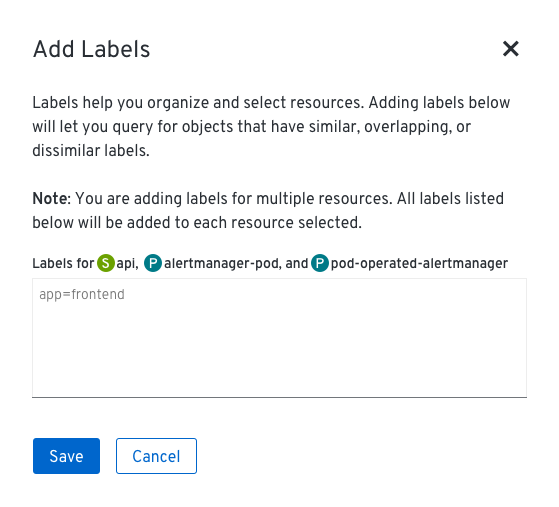 Add Labels
Labels help you organize and select resources. Adding labels below
will let you query for objects that have similar, overlapping, or
dissimilar labels.
Note: You are adding labels for multiple resources. All labels listed
below will be added to each resource selected.
Labels for S api, P alertmanager-pod, and P pod-operated-alertmanager
app=frontend
Save Cancel